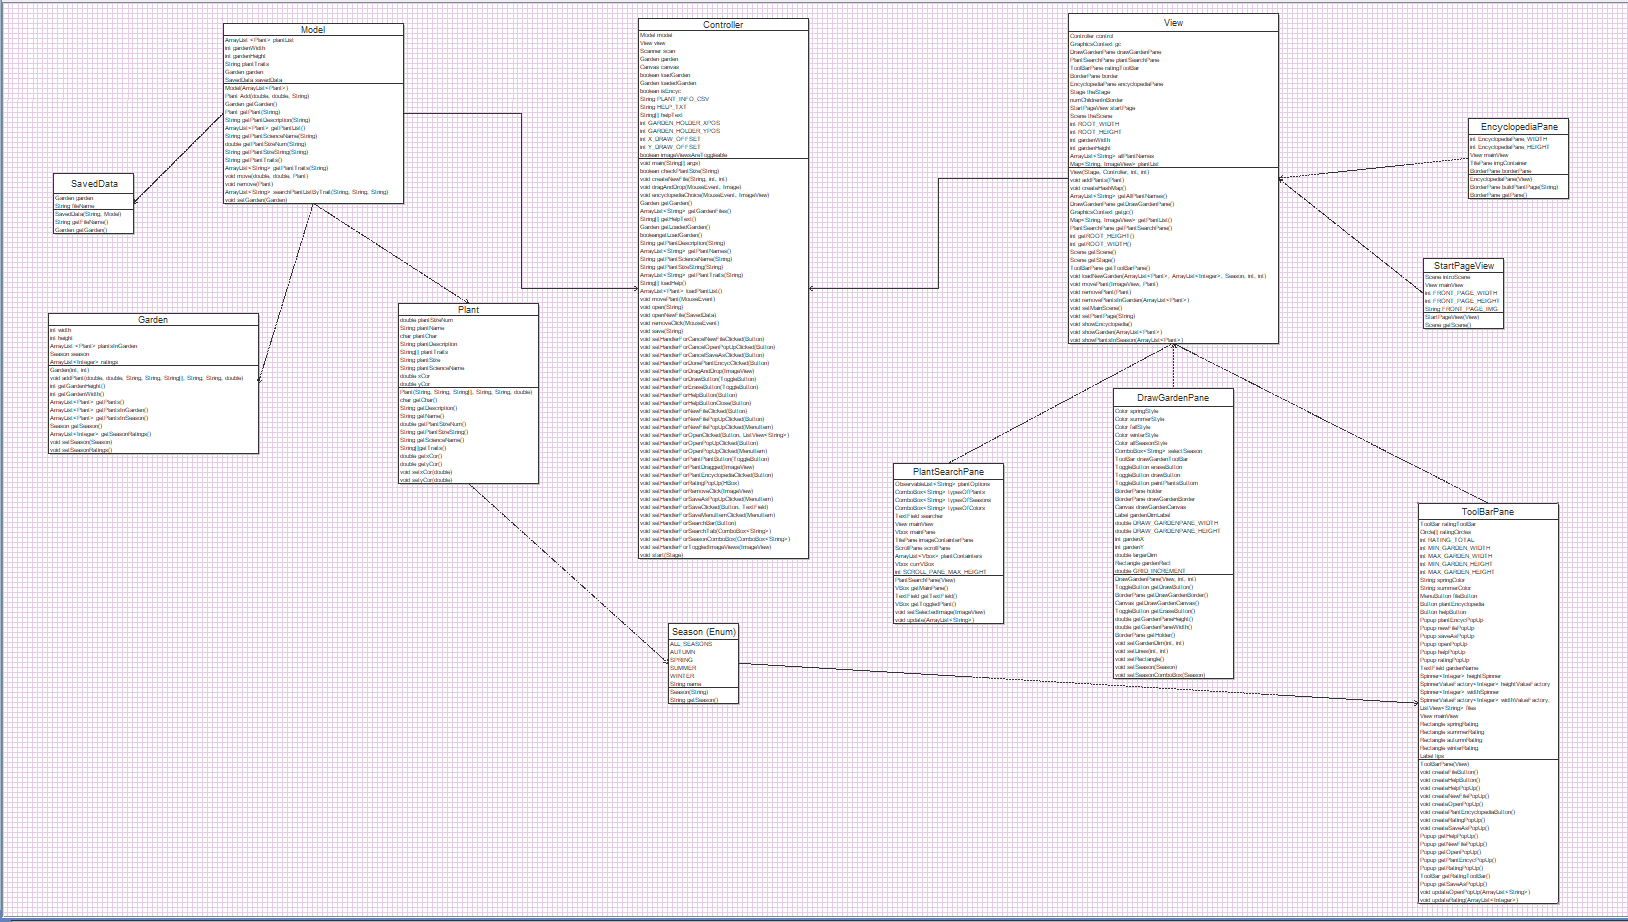 Model
ArrayList <Plant> plantList
int gardenWidth
int gardenHeight
String plantTraits
Garden garden
SavedData savedData
Model(ArrayList<Plant>)
Plant Add(double, double, String)
Garden getGarden()
Plant getPlant(String)
String getPlantDescription(String)
ArrayList<Plant> getPlantList()
String getPlantScienceName(String)
double getPlantSizeNum(String)
String getPlantSizeString(String)
String getPlantTraits()
ArrayList<String> getPlantTraits(String)
void move(double, double, Plant)
void remove(Plant)
ArrayList<String> searchPlantListByTrait(String, String, String)
void setGarden(Garden)
SavedData
Garden garden
String fileName
SavedData(String, Model)
String getFileName()
Garden getGarden()
Garden
int width
int height
ArrayList <Plant> plantsInGarden
Season season
ArrayList<Integer> ratings
Garden(int, int)
void addPlant(double, double, String, String, String[], String, String, double)
int getGardenHeight()
int getGardenWidth()
ArrayList<Plant> getPlants()
ArrayList<Plant> getPlantsInGarden()
ArrayList<Plant> getPlantsInSeason()
Season getSeason()
ArrayList<Integer> getSeasonRatings()
void setSeason(Season)
void setSeasonRatings()
Plant
double plantSizeNum
String plantName
char plantChar
String plantDescription
String[] plantTraits
String plantSize
String plantScienceName
double xCor
double yCor
Plant(String, String, String[], String, String, double)
char getChar()
String getDescription()
String getName()
double getPlantSizeNum()
String getPlantSizeString()
String getScienceName()
String[]getTraits()
double getxCor()
double getyCor()
void setxCor(double)
void setyCor(double)
Controller
Model model
View view
Scanner scan
Garden garden
Canvas canvas
boolean loadGarden
Garden loadedGarden
boolean isEncyc
String PLANT_INFO_CSV
String HELP_TXT
String[] helpText
int GARDEN_HOLDER_XPOS
int GARDEN_HOLDER_YPOS
int X_DRAW_OFFSET
int Y_DRAW_OFFSET
boolean imageViewsAreToggleable
void main(String[] args)
boolean checkPlantSize(String)
void createNewFile(String, int, int)
void dragAndDrop(MouseEvent, Image)
void encyclopediaChoice(MouseEvent, ImageView)
Garden getGarden()
ArrayList<String> getGardenFiles()
String[] getHelpText()
Garden getLoadedGarden()
booleangetLoadGarden()
String getPlantDescription(String)
ArrayList<String> getPlantNames()
String getPlantScienceName(String)
String getPlantSizeString(String)
ArrayList<String> getPlantTraits(String)
String[] loadHelp()
ArrayList<Plant> loadPlantList()
void movePlant(MouseEvent)
void open(String)
void openNewFile(SavedData)
void removeClick(MouseEvent)
void save(String)
void setHandlerForCancelNewFileClicked(Button)
void setHandlerForCancelOpenPopUpClicked(Button)
void setHandlerForCancelSaveAsClicked(Button)
void setHandlerForDonePlantEncycClicked(Button)
void setHandlerForDragAndDrop(ImageView)
void setHandlerForDrawButton(ToggleButton)
void setHandlerForEraseButton(ToggleButton)
void setHandlerForHelpButton(Button)
void setHandlerForHelpButtonClose(Button)
void setHandlerForNewFileClicked(Button)
void setHandlerForNewFilePopUpClicked(Button)
void setHandlerForNewFilePopUpClicked(MenuItem)
void setHandlerForOpenClicked(Button, ListView<String>)
void setHandlerForOpenPopUpClicked(Button)
void setHandlerForOpenPopUpClicked(MenuItem)
void setHandlerForPaintPlantButton(ToggleButton)
void setHandlerForPlantDragged(ImageView)
void setHandlerForPlantEncyclopediaClicked(Button)
void setHandlerForRatingPopUp(HBox)
void setHandlerForRemoveClick(ImageView)
void setHandlerForSaveAsPopUpClicked(MenuItem)
void setHandlerForSaveClicked(Button, TextField)
void setHandlerForSaveMenuItemClicked(MenuItem)
void setHandlerForSearchBar(Button)
void setHandlerForSearchTab(ComboBox<String>)
void setHandlerForSeasonComboBox(ComboBox<String>)
void setHandlerForToggledImageViews(ImageView)
void start(Stage)
Season (Enum)
ALL_SEASONS
AUTUMN
SPRING
SUMMER
WINTER
String name
Season(String)
String getSeason()
View
Controller control
GraphicsContext gc
DrawGardenPane drawGardenPane
PlantSearchPane plantSearchPane
ToolBarPane ratingToolBar
BorderPane border
EncyclopediaPane encyclopediaPane
Stage theStage
numChildrenInBorder
StartPageView startPage
Scene theScene
int ROOT_WIDTH
int ROOT_HEIGHT
int gardenWidth
int gardenHeight
ArrayList<String> allPlantNames
Map<String, ImageView> plantList
View(Stage, Controller, int, int)
void addPlants(Plant)
void createHashMap()
ArrayList<String> getAllPlantNames()
DrawGardenPane getDrawGardenPane()
GraphicsContext getgc()
Map<String, ImageView> getPlantList()
PlantSearchPane getPlantSearchPane()
int getROOT_HEIGHT()
int getROOT_WIDTH()
Scene getScene()
Scene getStage()
ToolBarPane getToolBarPane()
void loadNewGarden(ArrayList<Plant>, ArrayList<Integer>, Season, int, int)
void movePlant(ImageView, Plant)
void removePlant(Plant)
void removePlantsInGarden(ArrayList<Plant>)
void setMainScene()
void setPlantPage(String)
void showEncyclopedia()
void showGarden(ArrayList<Plant>)
void showPlantsInSeason(ArrayList<Plant>)
EncyclopediaPane
int EncyclopediaPane_WIDTH
int EncyclopediaPane_HEIGHT
View mainView
TilePane imgContainer
BorderPane borderPane
EncyclopediaPane(View)
BorderPane buildPlantPage(String)
BorderPane getPane()
StartPageView
Scene introScene
View mainView
int FRONT_PAGE_WIDTH
int FRONT_PAGE_HEIGHT
String FRONT_PAGE_IMG
StartPageView(View)
Scene getScene()
PlantSearchPane
ObservableList<String> plantOptions
ComboBox<String> typesOfPlants
ComboBox<String> typesOfSeasons
ComboBox<String> typesOfColors
TextField searcher
View mainView
Vbox mainPane
TilePane imageContainterPane
ScrollPane scrollPane
ArrayList<Vbox> plantContainters
Vbox currVBox
int SCROLL_PANE_MAX_HEIGHT
PlantSearchPane(View)
VBox getMainPane()
TextField getTextField()
VBox getToggledPlant()
void setSelectedImage(ImageView)
void update(ArrayList<String>)
DrawGardenPane
Color springStyle
Color summerStyle
Color fallStyle
Color winterStyle
Color allSeasonStyle
ComboBox<String> selectSeason
ToolBar drawGardenToolBar
ToggleButton eraseButton
ToggleButton drawButton
ToggleButton paintPlantsButton
BorderPane holder
BorderPane drawGardenBorder
Canvas drawGardenCanvas
Label gardenDimLabel
double DRAW_GARDENPANE_WIDTH
double DRAW_GARDENPANE_HEIGHT
int gardenX
int gardenY
double largerDim
Rectangle gardenRect
double GRID_INCREMENT
DrawGardenPane(View, int, int)
ToggleButton getDrawButton()
BorderPane getDrawGardenBorder()
Canvas getDrawGardenCanvas()
ToggleButton getEraseButton()
double getGardenPaneHeight()
double getGardenPaneWidth()
BorderPane getHolder()
void setGardenDim(int, int)
void setLines(int, int)
void setRectangle()
void setSeason(Season)
void setSeasonComboBox(Season)
ToolBarPane
ToolBar ratingToolBar
Circle[] ratingCircles
int RATING_TOTAL
int MIN_GARDEN_WIDTH
int MAX_GARDEN_WIDTH
int MIN_GARDEN_HEIGHT
int MAX_GARDEN_HEIGHT
String springColor
String summerColor
MenuButton fileButton
Button plantEncyclopedia
Button helpButton
Popup plantEncycPopUp
Popup newFilePopUp
Popup saveAsPopUp
Popup openPopUp
Popup helpPopUp
Popup ratingPopUp
TextField gardenName
Spinner<Integer> heightSpinner
SpinnerValueFactory<Integer> heightValueFactory
Spinner<Integer> widthSpinner
SpinnerValueFactory<Integer> widthValueFactory,
ListView<String> files
View mainView
Rectangle springRating
Rectangle summerRating
Rectangle autumnRating
Rectangle winterRating
Label tips
ToolBarPane(View)
void createFileButton()
void createHelpButton()
void createHelpPopUp()
void createNewFilePopUp()
void createOpenPopUp()
void createPlantEncyclopediaButton()
void createRatingPopUp()
void createSaveAsPopUp()
Popup getHelpPopUp()
Popup getNewFilePopUp()
Popup getOpenPopUp()
Popup getPlantEncycPopUp()
Popup getRatingPopUp()
ToolBar getRatingToolBar()
Popup getSaveAsPopUp()
void updateOpenPopUp(ArrayList<String>)
void updateRating(ArrayList<Integer>)